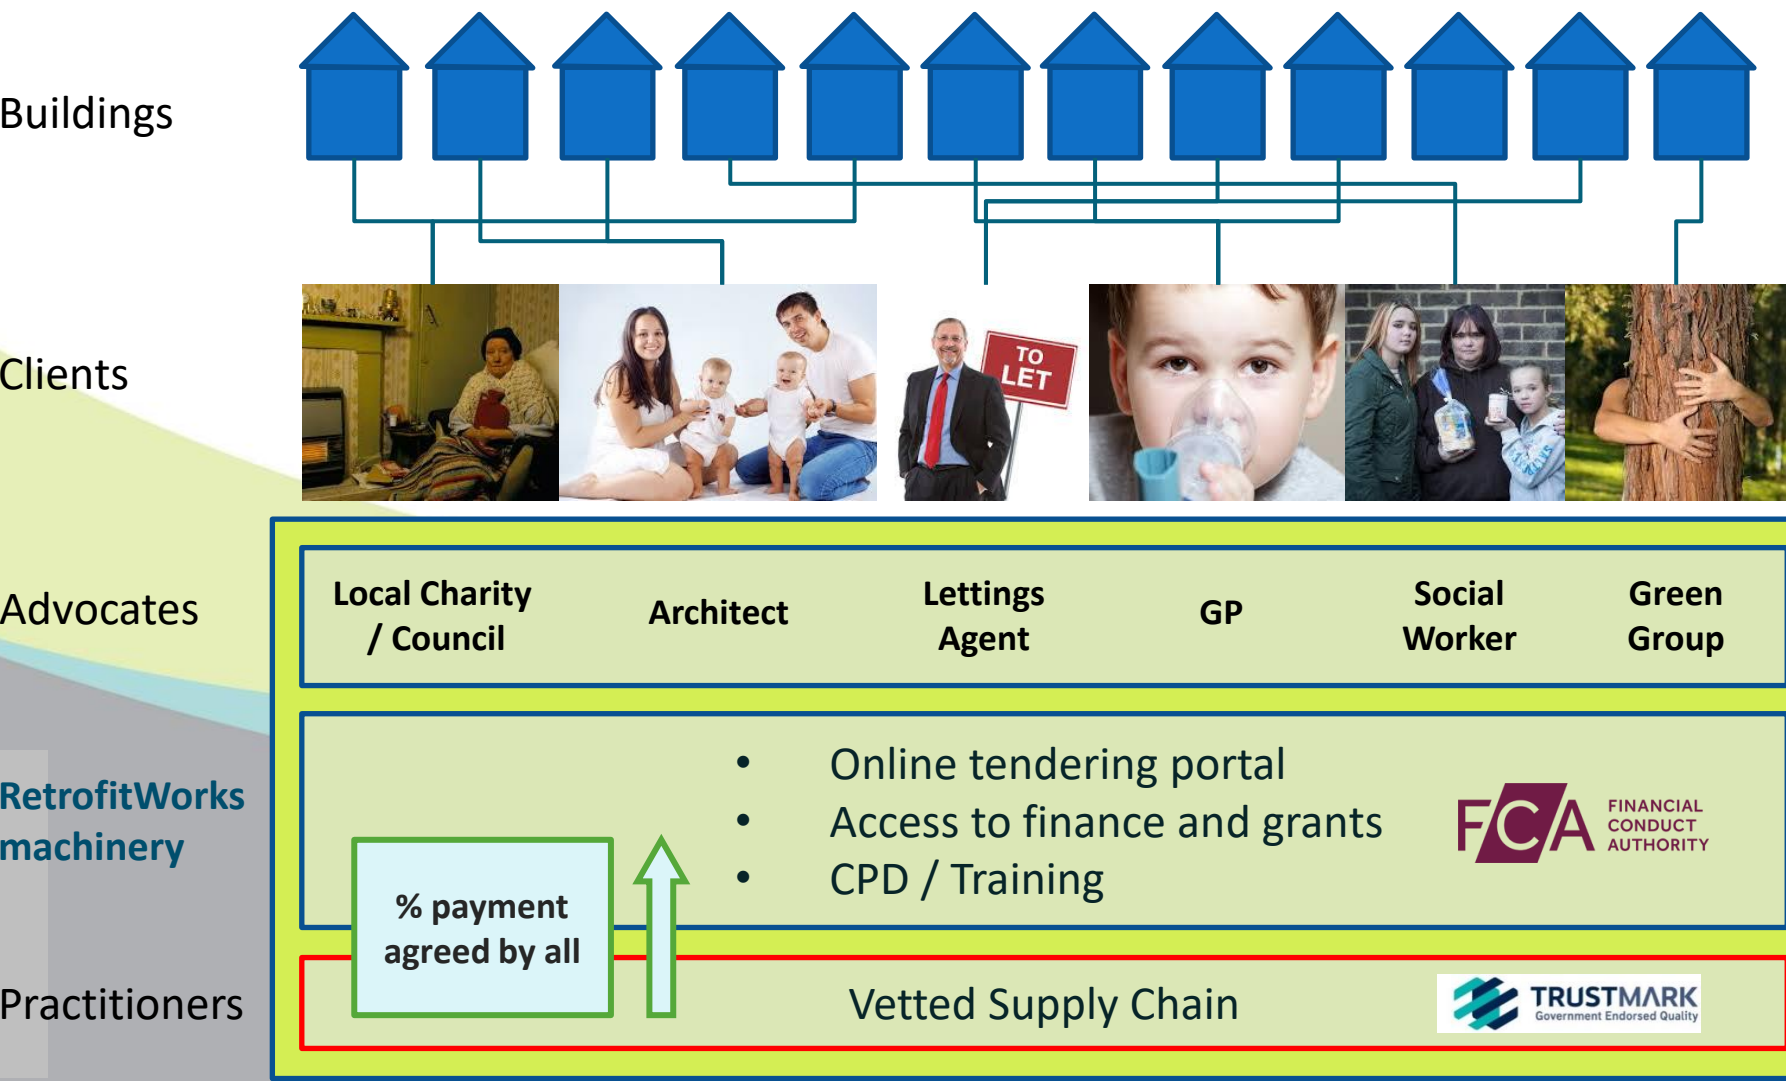 Buildings
Clients
TO
LET
Advocates
Local Charity
/ Council
Architect
Lettings
Agent
GP
Social
Worker
Green
Group
RetrofitWorks
machinery
• Online tendering portal
• Access to finance and grants
• CPD / Training
FCA
FINANCIAL
CONDUCT
AUTHORITY
% payment
agreed by all
Practitioners
Vetted Supply Chain
TRUSTMARK
Government Endorsed Quality